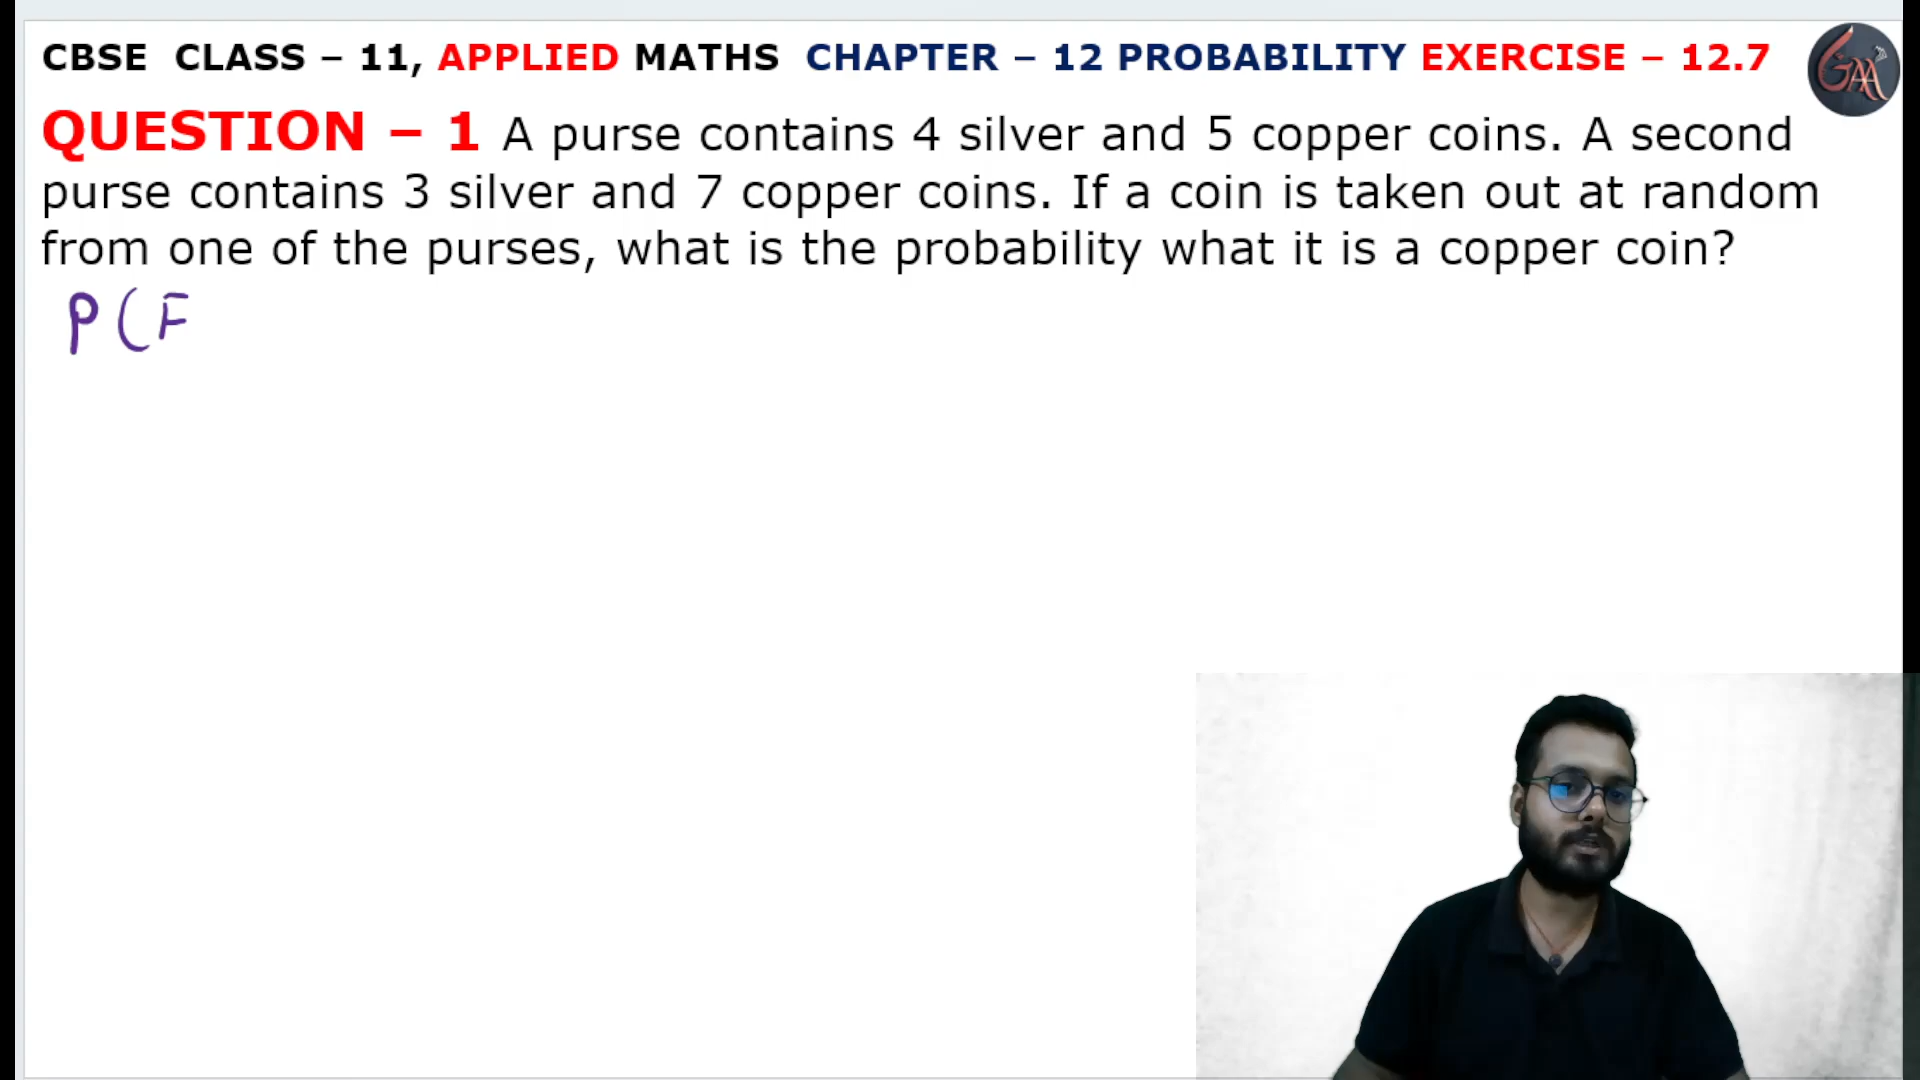 CBSE CLASS – 11, APPLIED MATHS CHAPTER – 12 PROBABILITY EXERCISE – 12.7
QUESTION – 1 A purse contains 4 silver and 5 copper coins. A second
purse contains 3 silver and 7 copper coins. If a coin is taken out at random
from one of the purses, what is the probability what it is a copper coin?
P(F
GAA